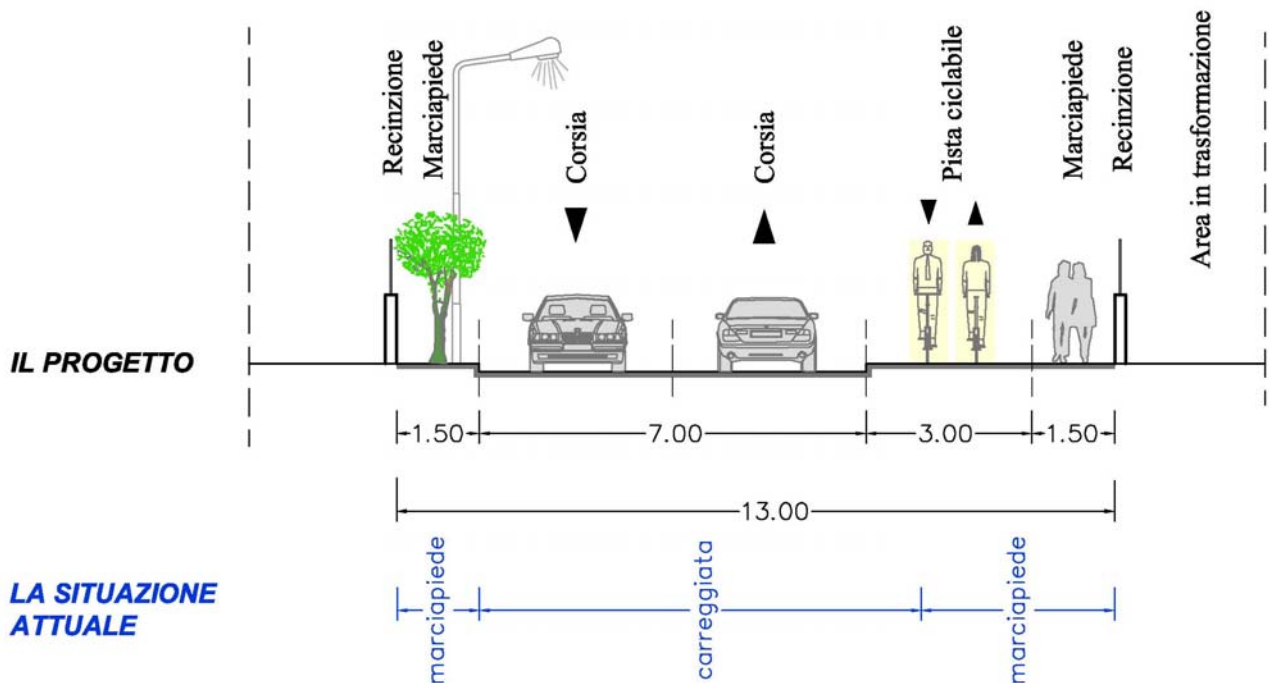 Recinzione
Marciapiede
Corsia
Corsia
Pista ciclabile
Marciapiede
Recinzione
Area in trasformazione
IL PROGETTO
1.50
7.00
3.00
1.50
13.00
LA SITUAZIONE
ATTUALE
marciapiede
carreggiata
marciapiede